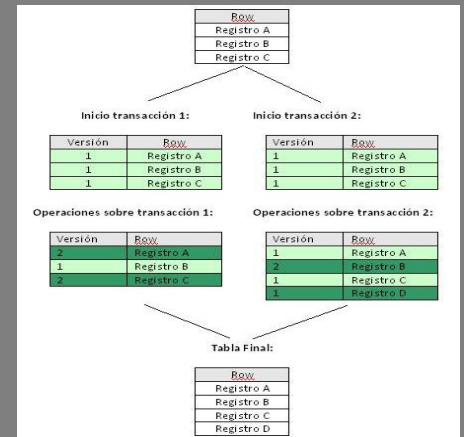 Row
Registro A
Registro B
Registro C
Inicio transacción 1:
Versión Row
1 Registro A
1 Registro B
1 Registro C
Inicio transacción 2:
Versión Row
1 Registro A
1 Registro B
1 Registro C
Operaciones sobre transacción 1:
Versión Row
2 Registro A
1 Registro B
2 Registro C
Operaciones sobre transacción 2:
Versión Row
1 Registro A
2 Registro B
1 Registro C
1 Registro D
Tabla Final:
Row
Registro A
Registro B
Registro C
Registro D